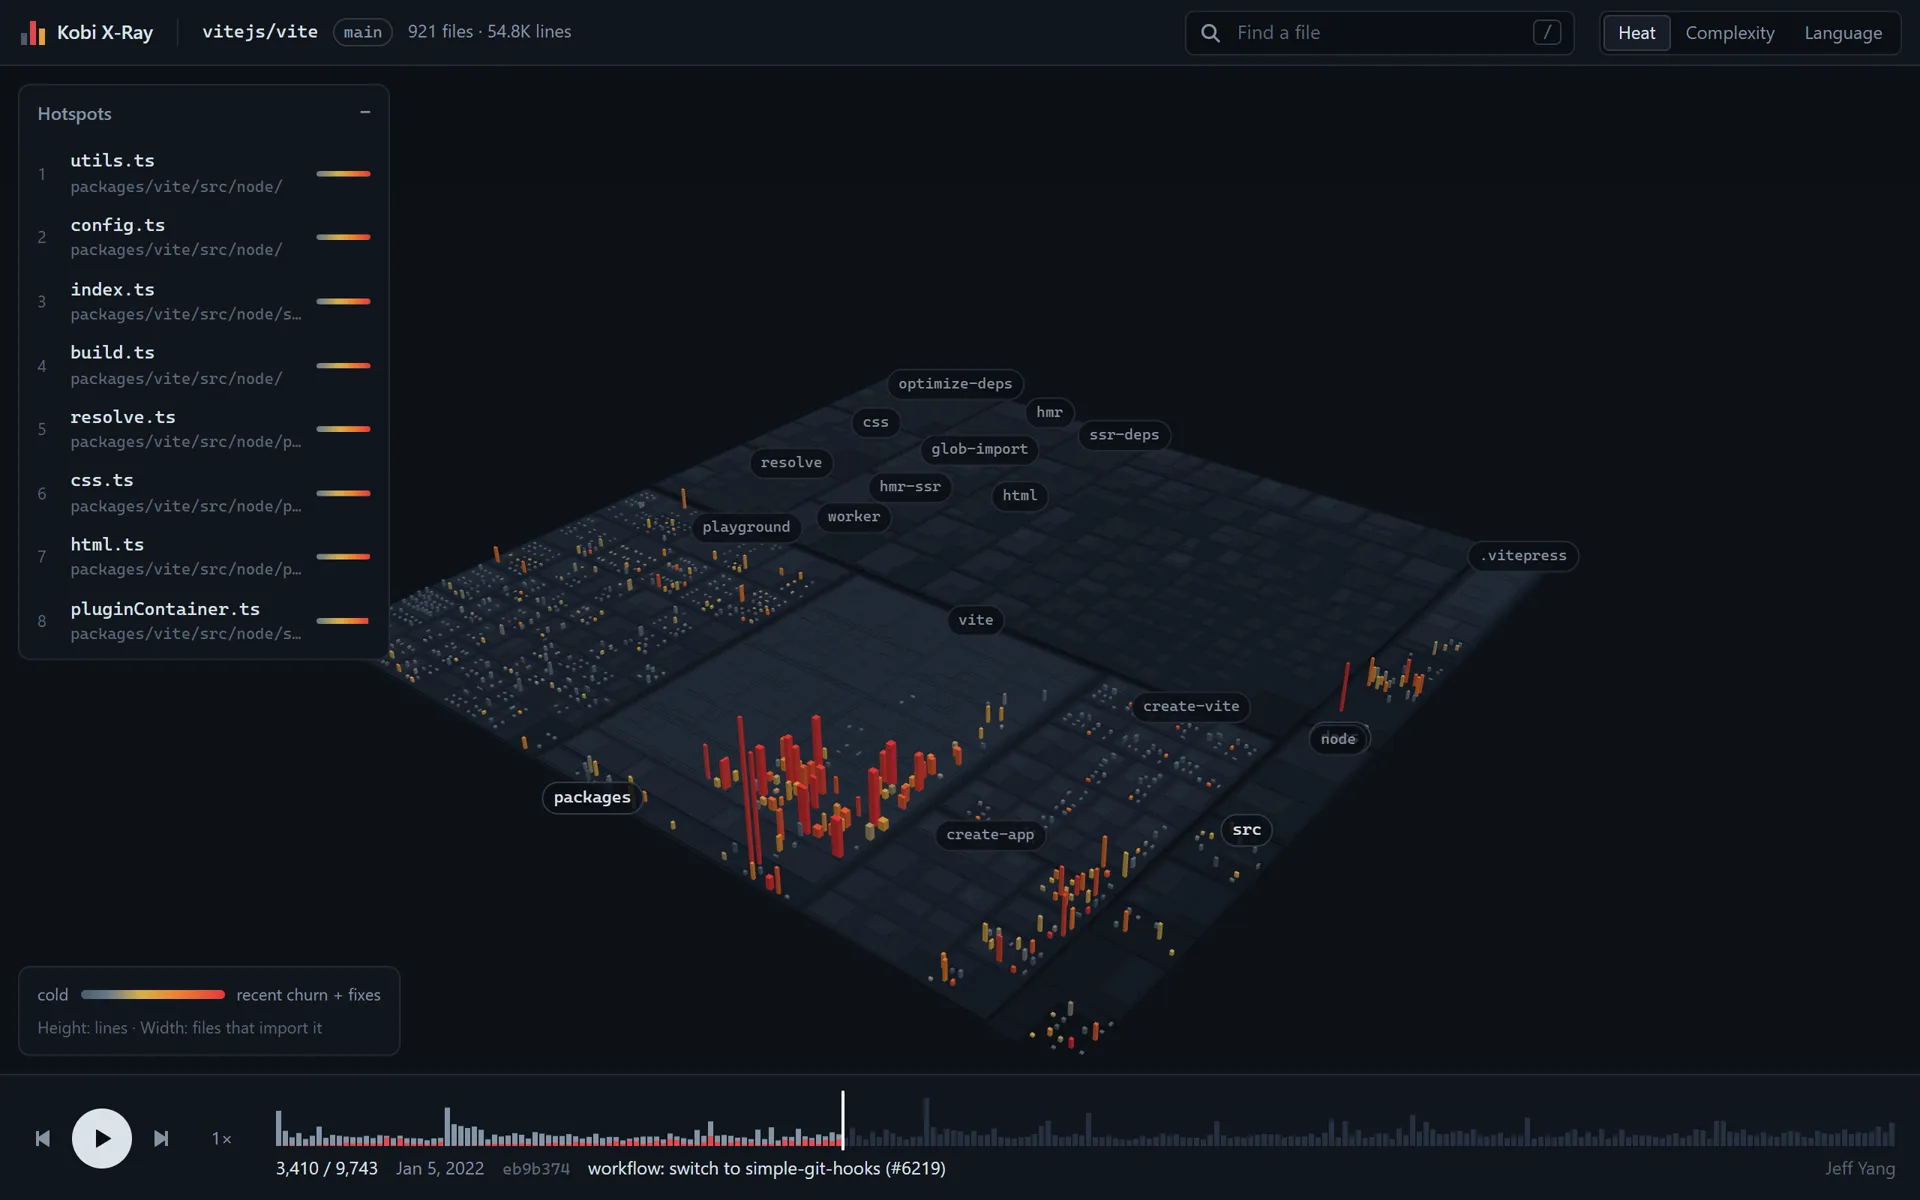 Kobi X-Ray
vitejs/vite
main
921 files · 54.8K lines
Find a file
/
Heat
Complexity
Language
Hotspots
1
utils.ts
packages/vite/src/node/
2
config.ts
packages/vite/src/node/
3
index.ts
packages/vite/src/node/s…
4
build.ts
packages/vite/src/node/
5
resolve.ts
packages/vite/src/node/p…
6
css.ts
packages/vite/src/node/p…
7
html.ts
packages/vite/src/node/p…
8
pluginContainer.ts
packages/vite/src/node/s…
optimize-deps
hmr
css
ssr-deps
glob-import
resolve
hmr-ssr
html
worker
playground
.vitepress
vite
create-vite
node
packages
create-app
src
cold
recent churn + fixes
Height: lines · Width: files that import it
1×
3,410 / 9,743
Jan 5, 2022
eb9b374
workflow: switch to simple-git-hooks (#6219)
Jeff Yang